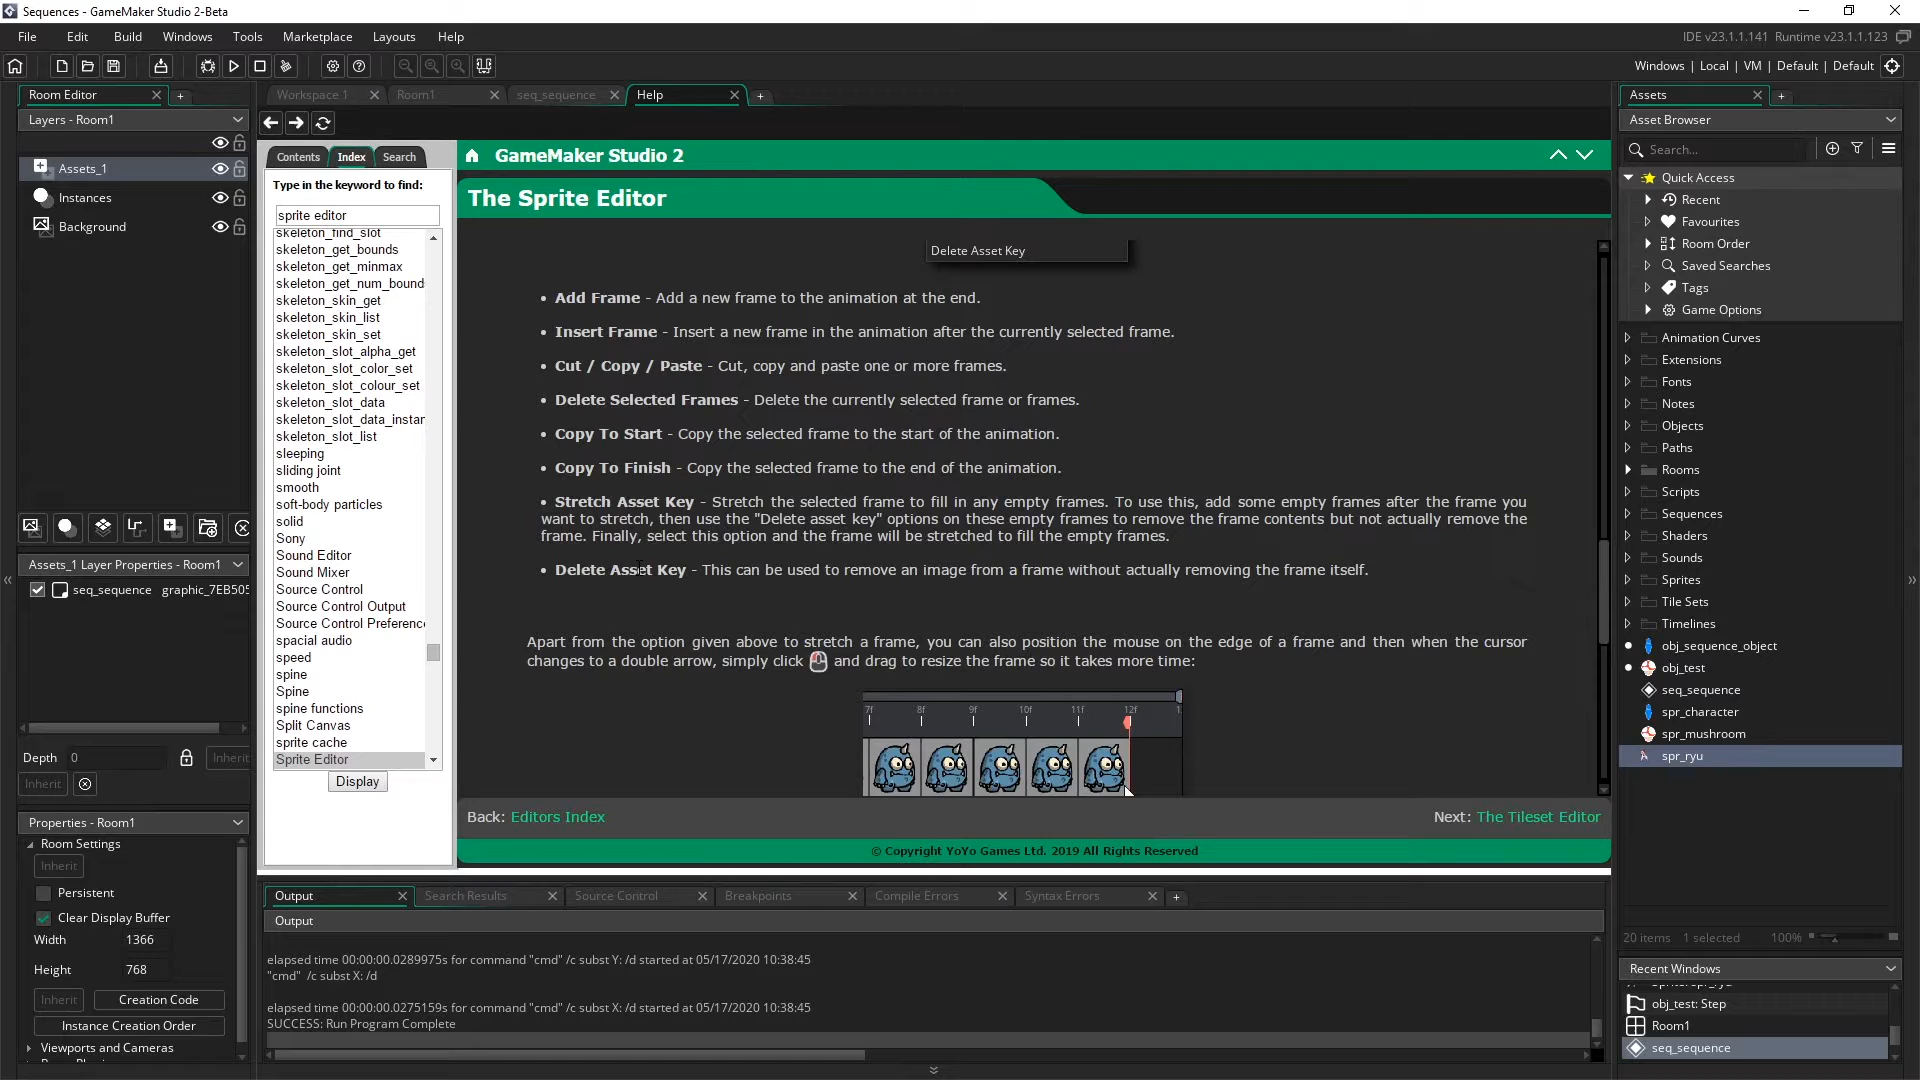 Sequences - GameMaker Studio 2-Beta
File Edit Build Windows Tools Marketplace Layouts Help
IDE v23.1.1.141 Runtime v23.1.1.123
Windows | Local | VM | Default | Default
Room Editor
Layers - Room1
Assets_1
Instances
Background
Assets_1 Layer Properties - Room1
seq_sequence graphic_7EB505
Depth 0 Inherit
Inherit
Properties - Room1
Room Settings
Inherit
Persistent
Clear Display Buffer
Width 1366
Height 768
Inherit Creation Code
Instance Creation Order
Viewports and Cameras
Workspace 1 Room1 seq_sequence Help
Contents Index Search
Type in the keyword to find:
sprite editor
skeleton_find_slot
skeleton_get_bounds
skeleton_get_minmax
skeleton_get_num_bound
skeleton_skin_get
skeleton_skin_list
skeleton_skin_set
skeleton_slot_alpha_get
skeleton_slot_color_set
skeleton_slot_colour_set
skeleton_slot_data
skeleton_slot_data_instar
skeleton_slot_list
sleeping
sliding joint
smooth
soft-body particles
solid
Sony
Sound Editor
Sound Mixer
Source Control
Source Control Output
Source Control Preference
spacial audio
speed
spine
Spine
spine functions
Split Canvas
sprite cache
Sprite Editor
Display
GameMaker Studio 2
The Sprite Editor
Delete Asset Key
• Add Frame - Add a new frame to the animation at the end.
• Insert Frame - Insert a new frame in the animation after the currently selected frame.
• Cut / Copy / Paste - Cut, copy and paste one or more frames.
• Delete Selected Frames - Delete the currently selected frame or frames.
• Copy To Start - Copy the selected frame to the start of the animation.
• Copy To Finish - Copy the selected frame to the end of the animation.
• Stretch Asset Key - Stretch the selected frame to fill in any empty frames. To use this, add some empty frames after the frame you
want to stretch, then use the "Delete asset key" options on these empty frames to remove the frame contents but not actually remove the
frame. Finally, select this option and the frame will be stretched to fill the empty frames.
• Delete Asset Key - This can be used to remove an image from a frame without actually removing the frame itself.
Apart from the option given above to stretch a frame, you can also position the mouse on the edge of a frame and then when the cursor
changes to a double arrow, simply click and drag to resize the frame so it takes more time:
7f 8f 9f 10f 11f 12f 1
Back: Editors Index Next: The Tileset Editor
© Copyright YoYo Games Ltd. 2019 All Rights Reserved
Output Search Results Source Control Breakpoints Compile Errors Syntax Errors
Output
elapsed time 00:00:00.0289975s for command "cmd" /c subst Y: /d started at 05/17/2020 10:38:45
"cmd" /c subst X: /d
elapsed time 00:00:00.0275159s for command "cmd" /c subst X: /d started at 05/17/2020 10:38:45
SUCCESS: Run Program Complete
Assets
Asset Browser
Search...
Quick Access
Recent
Favourites
Room Order
Saved Searches
Tags
Game Options
Animation Curves
Extensions
Fonts
Notes
Objects
Paths
Rooms
Scripts
Sequences
Shaders
Sounds
Sprites
Tile Sets
Timelines
obj_sequence_object
obj_test
seq_sequence
spr_character
spr_mushroom
spr_ryu
20 items 1 selected 100%
Recent Windows
obj_test: Step
Room1
seq_sequence